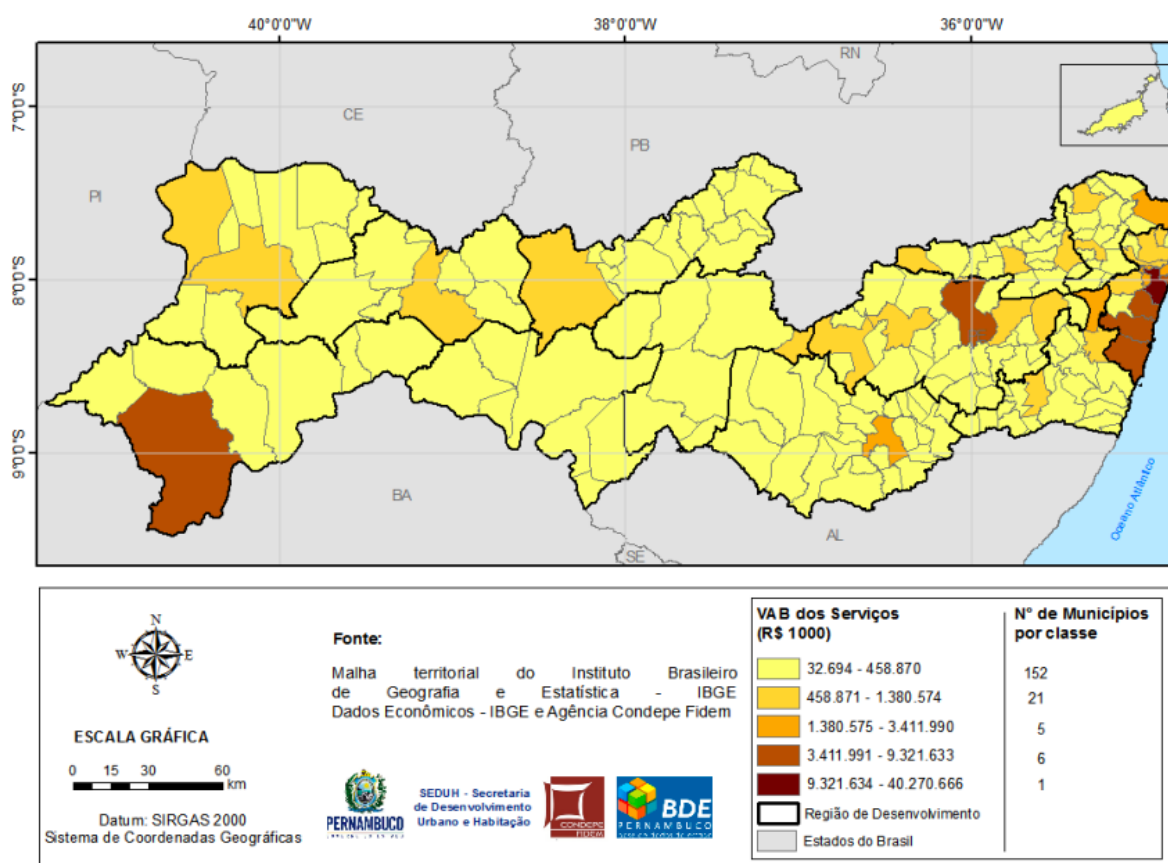 40°0'0"W
38°0'0"W
36°0'0"W
7°0'0"S
8°0'0"S
9°0'0"S
RN
CE
PB
PI
BA
AL
SE
Oceano Atlântico
N
W
E
S
ESCALA GRÁFICA
0 15 30 60
km
Datum: SIRGAS 2000
Sistema de Coordenadas Geográficas
Fonte:
Malha territorial do Instituto Brasileiro
de Geografia e Estatística - IBGE
Dados Econômicos - IBGE e Agência Condepe Fidem
PERNAMBUCO
SEDUH - Secretaria
de Desenvolvimento
Urbano e Habitação
CONDEPE
FIDEM
BDE
PERNAMBUCO
VAB dos Serviços
(R$ 1000)
N° de Municípios
por classe
32.694 - 458.870 152
458.871 - 1.380.574 21
1.380.575 - 3.411.990 5
3.411.991 - 9.321.633 6
9.321.634 - 40.270.666 1
Região de Desenvolvimento
Estados do Brasil